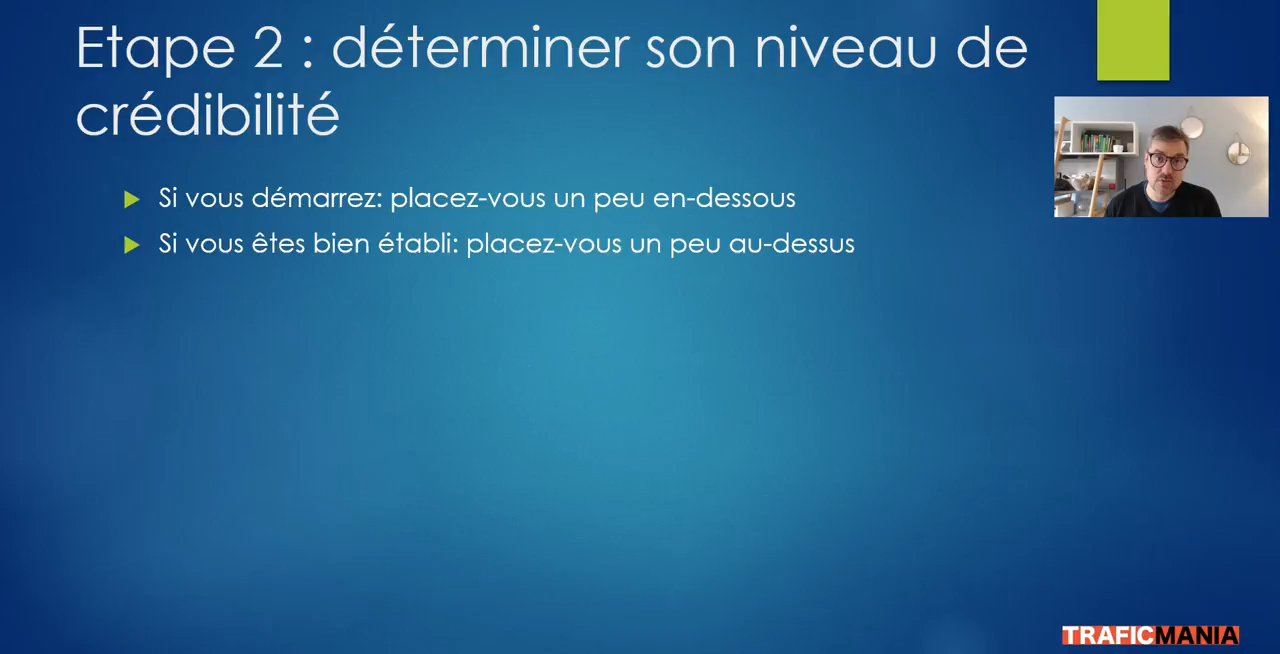 Etape 2 : déterminer son niveau de
crédibilité
Si vous démarrez: placez-vous un peu en-dessous
Si vous êtes bien établi: placez-vous un peu au-dessus
TRAFICMANIA